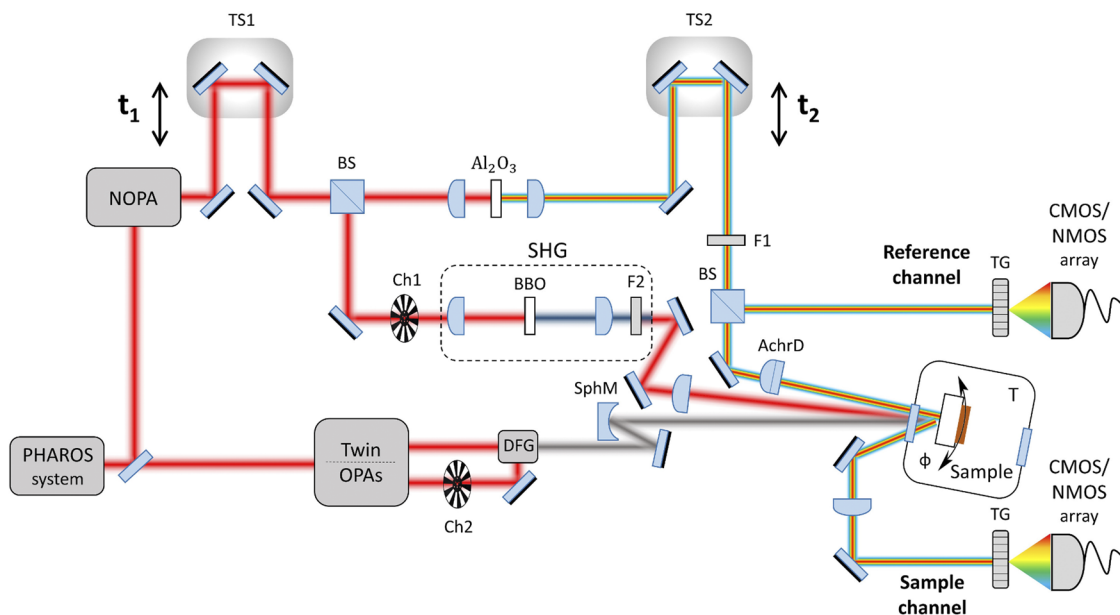 TS1
TS2
t₁
t₂
BS
Al₂O₃
NOPA
CMOS/
NMOS
array
F1
SHG
Reference
channel
TG
Ch1
BBO
F2
BS
AchrD
SphM
T
PHAROS
system
Twin
OPAs
DFG
ϕ
Sample
CMOS/
NMOS
array
Ch2
TG
Sample
channel